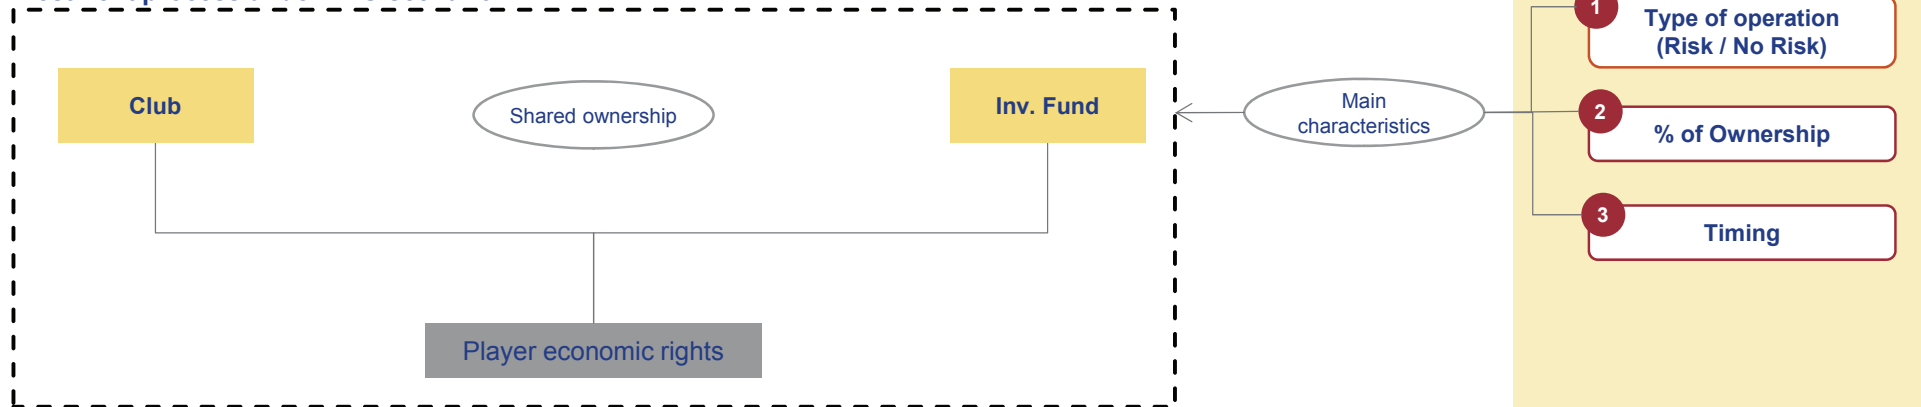 1
Type of operation
(Risk / No Risk)
Club
Shared ownership
Inv. Fund
Main
characteristics
2
% of Ownership
3
Timing
Player economic rights